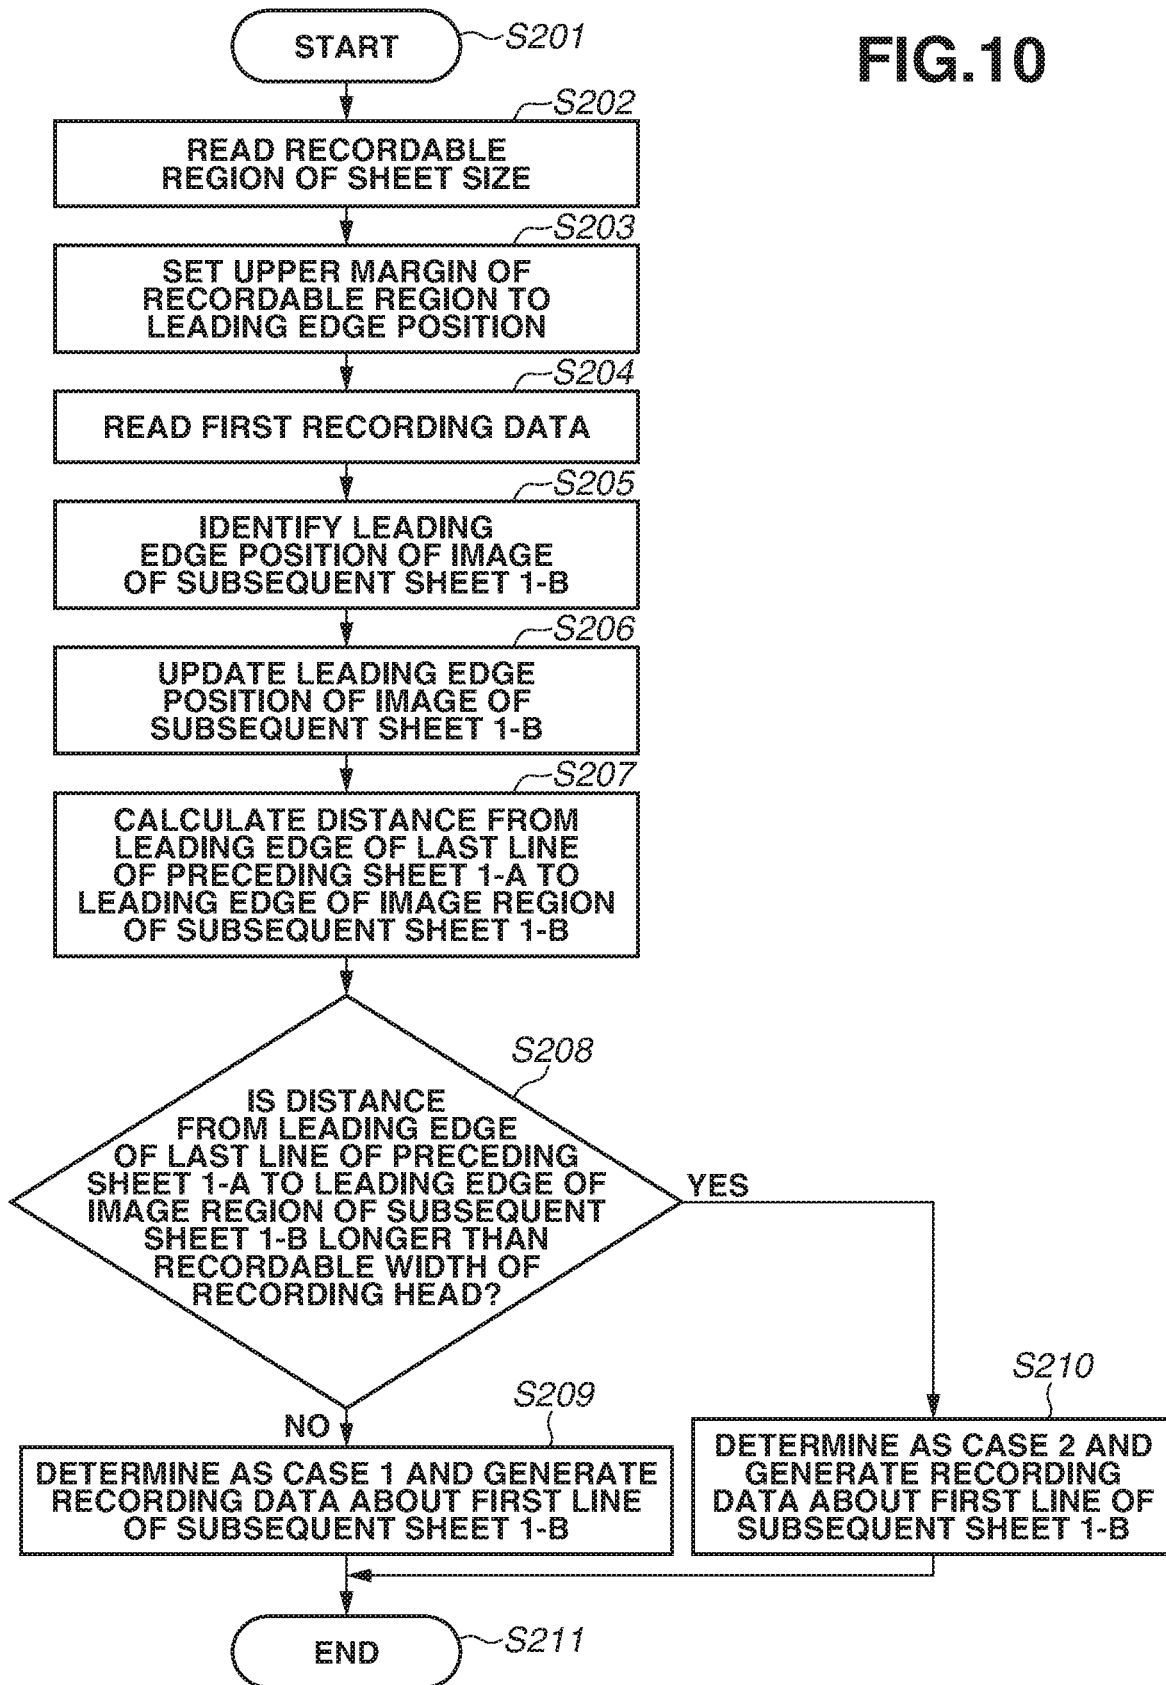 FIG.10
START
S201
S202
READ RECORDABLE
REGION OF SHEET SIZE
S203
SET UPPER MARGIN OF
RECORDABLE REGION TO
LEADING EDGE POSITION
S204
READ FIRST RECORDING DATA
S205
IDENTIFY LEADING
EDGE POSITION OF IMAGE
OF SUBSEQUENT SHEET 1-B
S206
UPDATE LEADING EDGE
POSITION OF IMAGE OF
SUBSEQUENT SHEET 1-B
S207
CALCULATE DISTANCE FROM
LEADING EDGE OF LAST LINE
OF PRECEDING SHEET 1-A TO
LEADING EDGE OF IMAGE REGION
OF SUBSEQUENT SHEET 1-B
S208
IS DISTANCE
FROM LEADING EDGE
OF LAST LINE OF PRECEDING
SHEET 1-A TO LEADING EDGE OF
IMAGE REGION OF SUBSEQUENT
SHEET 1-B LONGER THAN
RECORDABLE WIDTH OF
RECORDING HEAD?
YES
NO
S209
DETERMINE AS CASE 1 AND GENERATE
RECORDING DATA ABOUT FIRST LINE
OF SUBSEQUENT SHEET 1-B
S210
DETERMINE AS CASE 2 AND
GENERATE RECORDING
DATA ABOUT FIRST LINE OF
SUBSEQUENT SHEET 1-B
END
S211